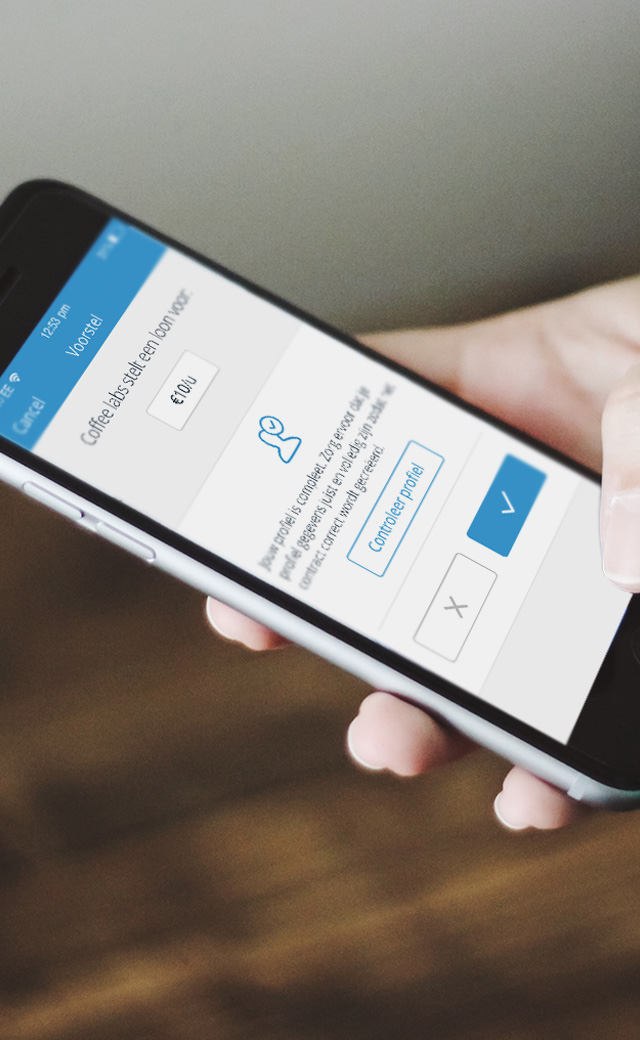 EE 12:53 pm
Cancel Voorstel
Coffee labs stelt een loon voor:
€10/u
Jouw profiel is compleet. Zorg ervoor dat je
profiel gegevens juist en volledig zijn zodat het
contract correct wordt gecreëerd.
Controleer profiel